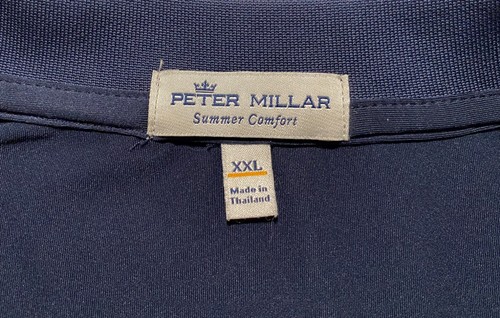 PETER MILLAR
Summer Comfort
XXL
Made in
Thailand